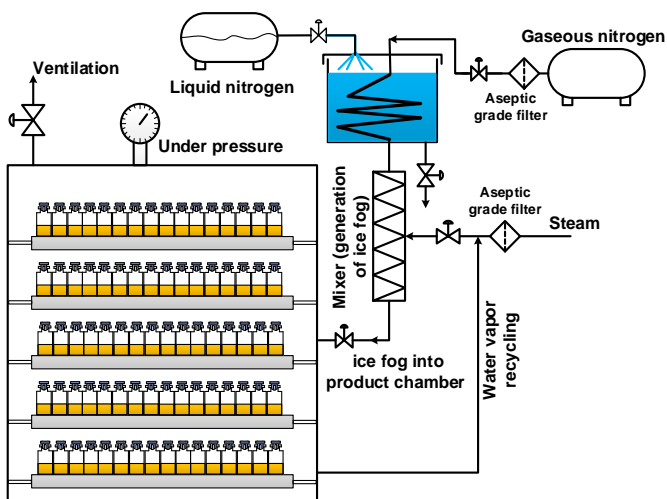 Liquid nitrogen
Gaseous nitrogen
Aseptic
grade filter
Ventilation
Under pressure
Mixer (generation
of ice fog)
Aseptic
grade filter
Steam
Water vapor
recycling
ice fog into
product chamber